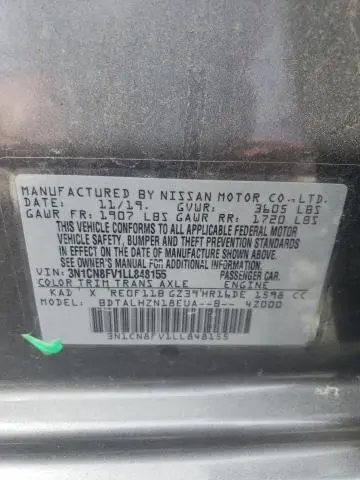 MANUFACTURED BY NISSAN MOTOR CO.,LTD.
DATE: 11/19. GVWR: 3605 LBS
GAWR FR: 1907 LBS GAWR RR: 1720 LBS
THIS VEHICLE CONFORMS TO ALL APPLICABLE FEDERAL MOTOR
VEHICLE SAFETY, BUMPER, AND THEFT PREVENTION STANDARDS
IN EFFECT ON THE DATE OF MANUFACTURE SHOWN ABOVE.
SEE OWNER'S MANUAL FOR ADDITIONAL INFORMATION.
VIN: 3N1CN8FV1LL848155 PASSENGER CAR
COLOR TRIM TRANS AXLE ENGINE
KAD X RE0F11B GZ39 HR16DE 1598 CC
MODEL: BDTALHZN18EUA--B-- 4Z000
3N1CN8FV1LL848155